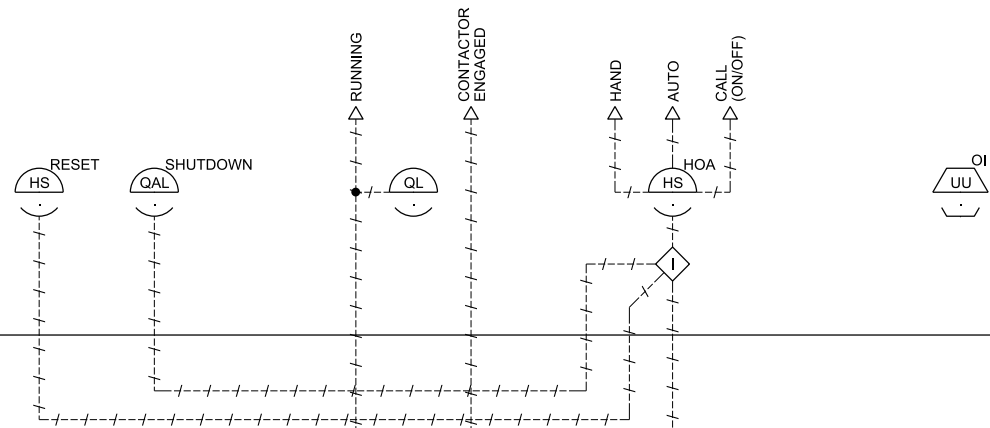 RUNNING
CONTACTOR
ENGAGED
HAND
AUTO
CALL
(ON/OFF)
RESET
HS
SHUTDOWN
QAL
QL
HOA
HS
OI
UU
I